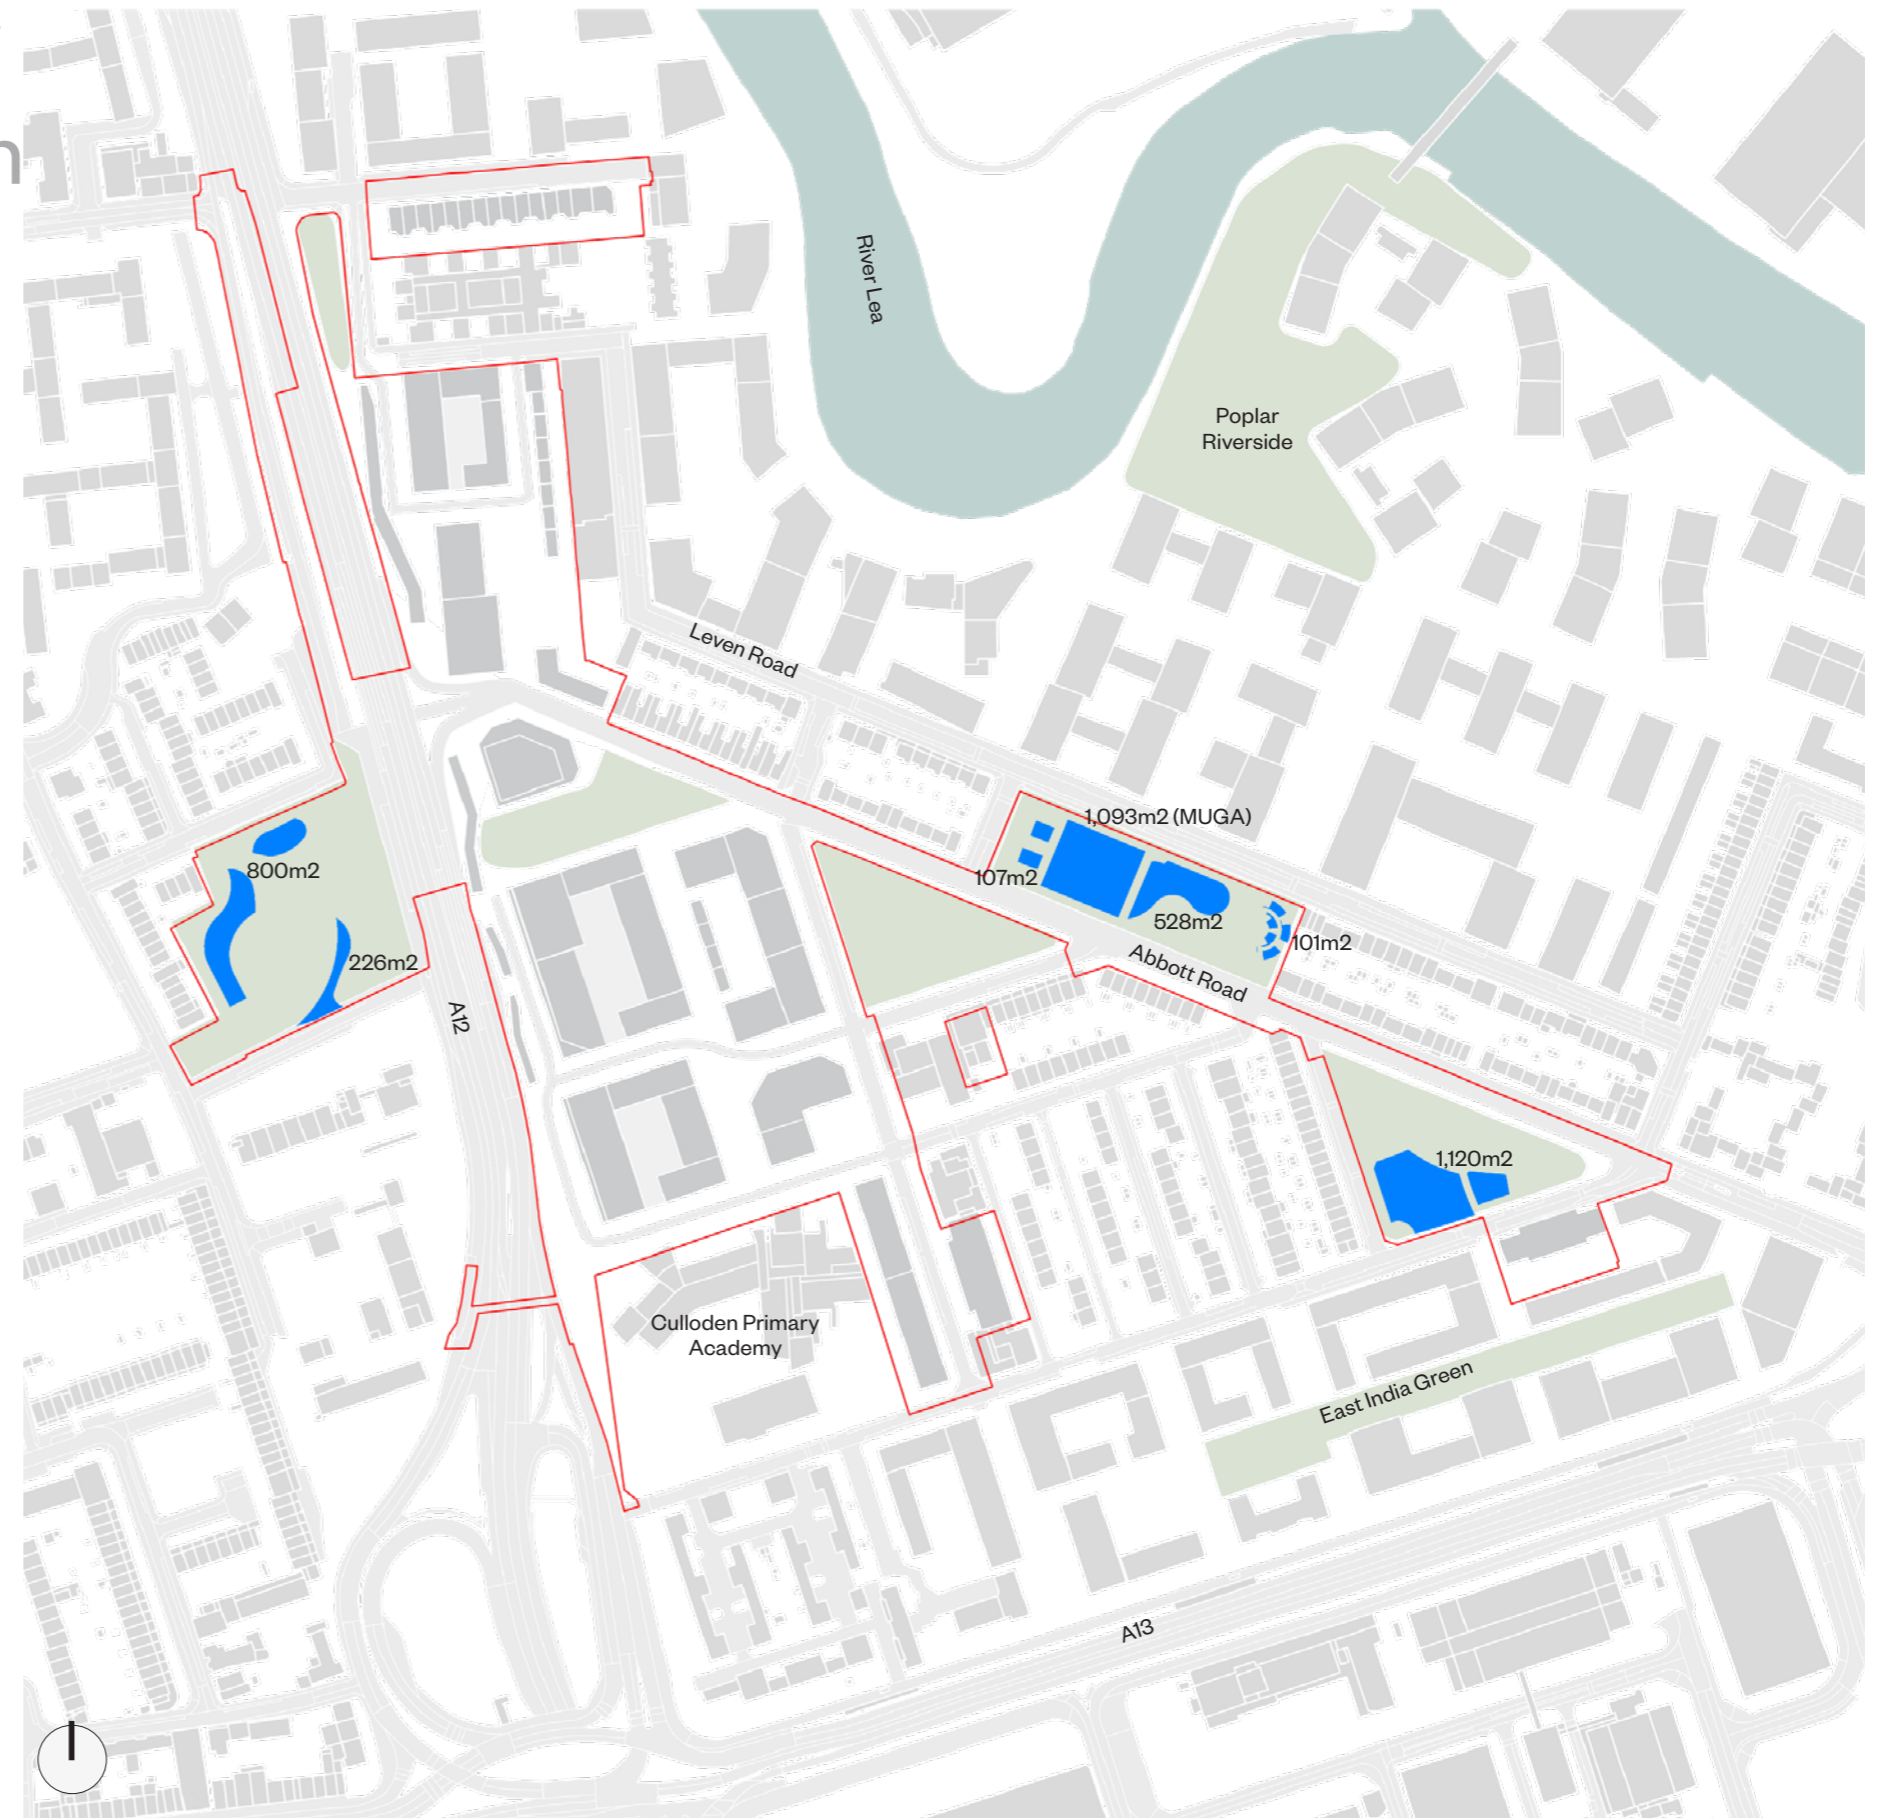 n
River Lea
Poplar
Riverside
Leven Road
1,093m2 (MUGA)
800m2
107m2
528m2
101m2
226m2
Abbott Road
A12
1,120m2
Culloden Primary
Academy
East India Green
A13